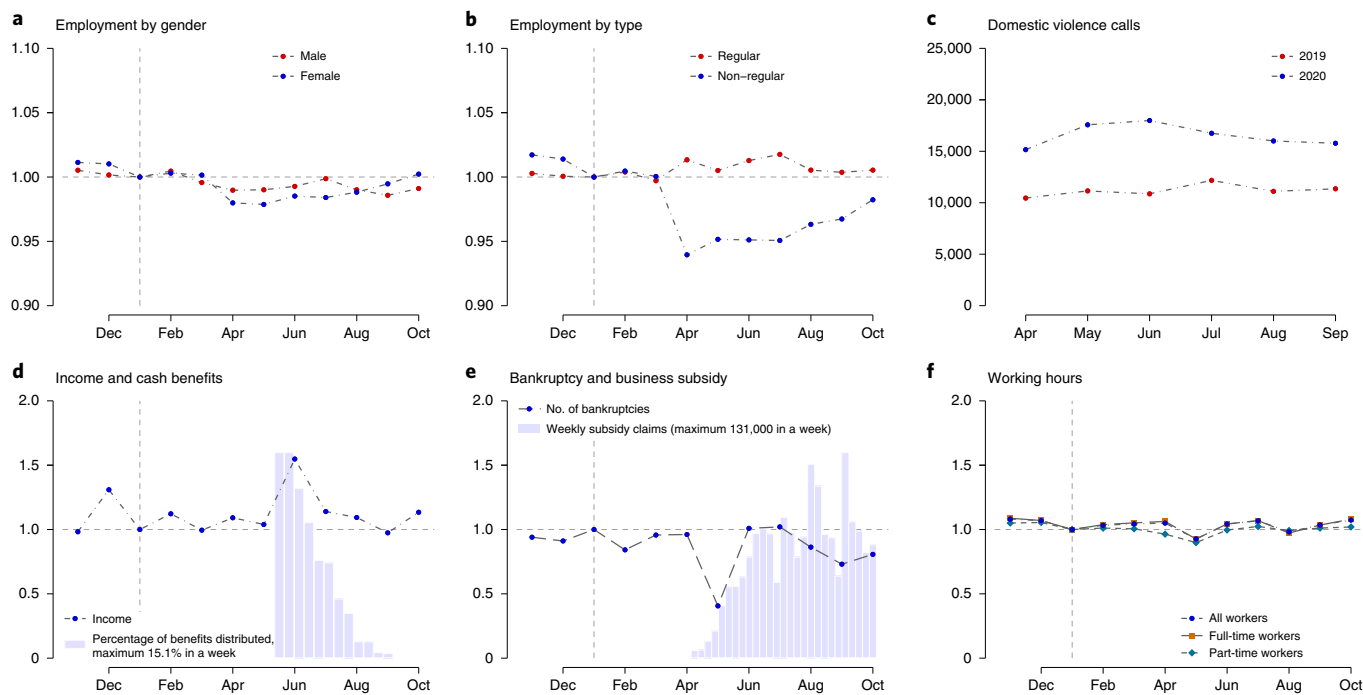 a Employment by gender
1.10
1.05
1.00
0.95
0.90
Male
Female
Dec Feb Apr Jun Aug Oct
b Employment by type
1.10
1.05
1.00
0.95
0.90
Regular
Non−regular
Dec Feb Apr Jun Aug Oct
c Domestic violence calls
25,000
20,000
15,000
10,000
5,000
0
2019
2020
Apr May Jun Jul Aug Sep
d Income and cash benefits
2.0
1.5
1.0
0.5
0
Income
Percentage of benefits distributed,
maximum 15.1% in a week
Dec Feb Apr Jun Aug Oct
e Bankruptcy and business subsidy
2.0
1.5
1.0
0.5
0
No. of bankruptcies
Weekly subsidy claims (maximum 131,000 in a week)
Dec Feb Apr Jun Aug Oct
f Working hours
2.0
1.5
1.0
0.5
0
All workers
Full-time workers
Part-time workers
Dec Feb Apr Jun Aug Oct